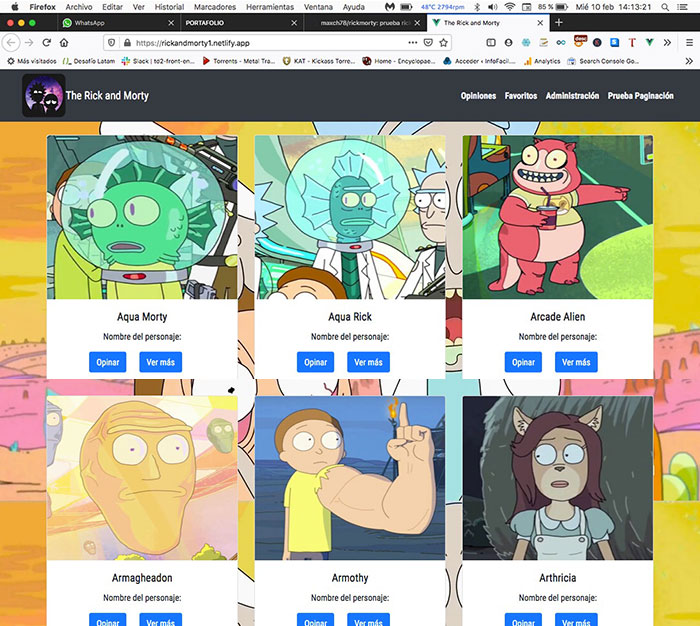 Firefox Archivo Editar Ver Historial Marcadores Herramientas Ventana Ayuda 48°C 2794rpm 85% Mié 10 feb 14:13:21
WhatsApp PORTAFOLIO maxch78/rickmorty: prueba ric The Rick and Morty
https://rickandmorty1.netlify.app
Más visitados (_) Desafío Latam Slack | to2-front-en... Torrents - Metal Tra... KAT - Kickass Torre... Home - Encyclopae... Acceder ‹ InfoFacil... Analytics Search Console Go...
The Rick and Morty Opiniones Favoritos Administración Prueba Paginación
Aqua Morty Aqua Rick Arcade Alien
Nombre del personaje: Nombre del personaje: Nombre del personaje:
Opinar Ver más Opinar Ver más Opinar Ver más
Armagheadon Armothy Arthricia
Nombre del personaje: Nombre del personaje: Nombre del personaje:
Opinar Ver más Opinar Ver más Opinar Ver más